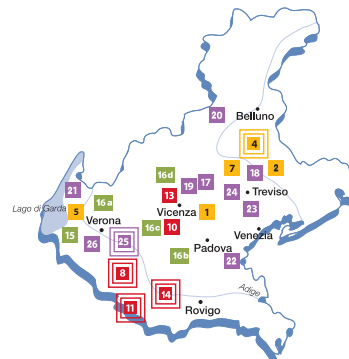 20
Belluno
4
7
2
16d
18
21
19
17
13
24
Treviso
16a
Lago di Garda
5
Vicenza
1
23
Verona
15
16c
10
Venezia
26
25
Padova
16b
22
8
Adige
14
11
Rovigo